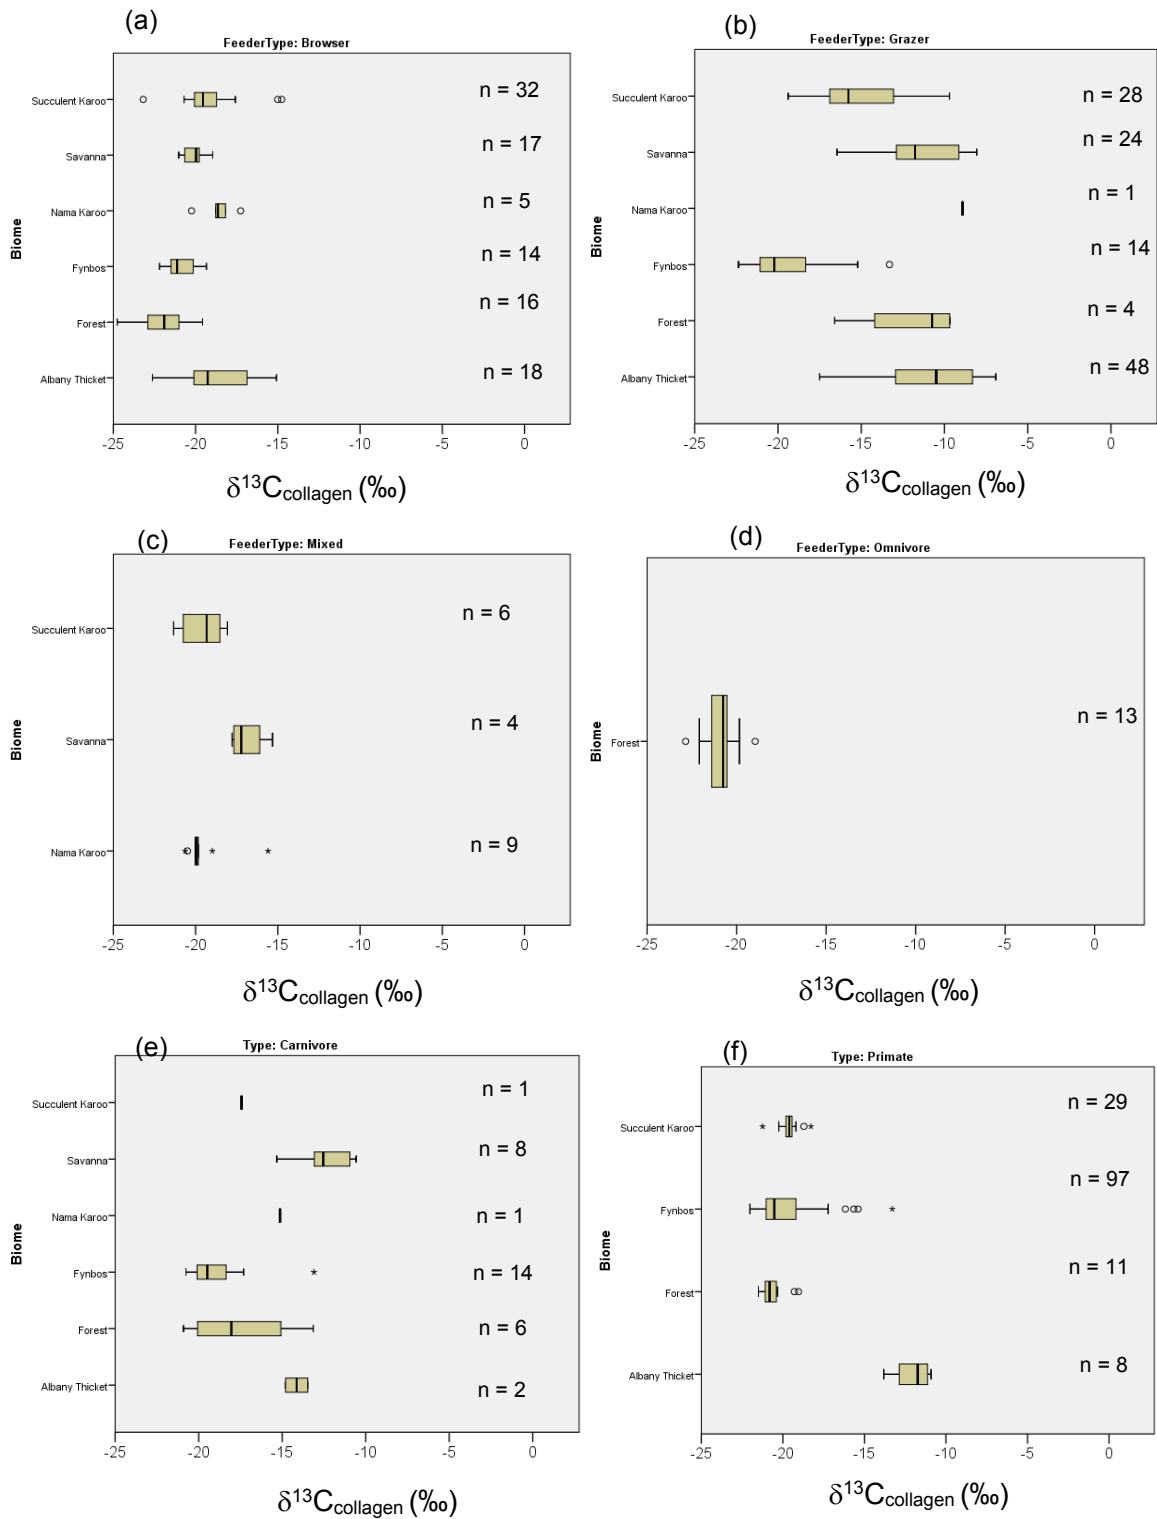 (a)
FeederType: Browser
Biome
Succulent Karoo
n = 32
Savanna
n = 17
Nama Karoo
n = 5
Fynbos
n = 14
Forest
n = 16
Albany Thicket
n = 18
-25 -20 -15 -10 -5 0
δ¹³Ccollagen (‰)
(b)
FeederType: Grazer
Biome
Succulent Karoo
n = 28
Savanna
n = 24
Nama Karoo
n = 1
Fynbos
n = 14
Forest
n = 4
Albany Thicket
n = 48
-25 -20 -15 -10 -5 0
δ¹³Ccollagen (‰)
(c)
FeederType: Mixed
Biome
Succulent Karoo
n = 6
Savanna
n = 4
Nama Karoo
n = 9
-25 -20 -15 -10 -5 0
δ¹³Ccollagen (‰)
(d)
FeederType: Omnivore
Biome
Forest
n = 13
-25 -20 -15 -10 -5 0
δ¹³Ccollagen (‰)
(e)
Type: Carnivore
Biome
Succulent Karoo
n = 1
Savanna
n = 8
Nama Karoo
n = 1
Fynbos
n = 14
Forest
n = 6
Albany Thicket
n = 2
-25 -20 -15 -10 -5 0
δ¹³Ccollagen (‰)
(f)
Type: Primate
Biome
Succulent Karoo
n = 29
Fynbos
n = 97
Forest
n = 11
Albany Thicket
n = 8
-25 -20 -15 -10 -5 0
δ¹³Ccollagen (‰)